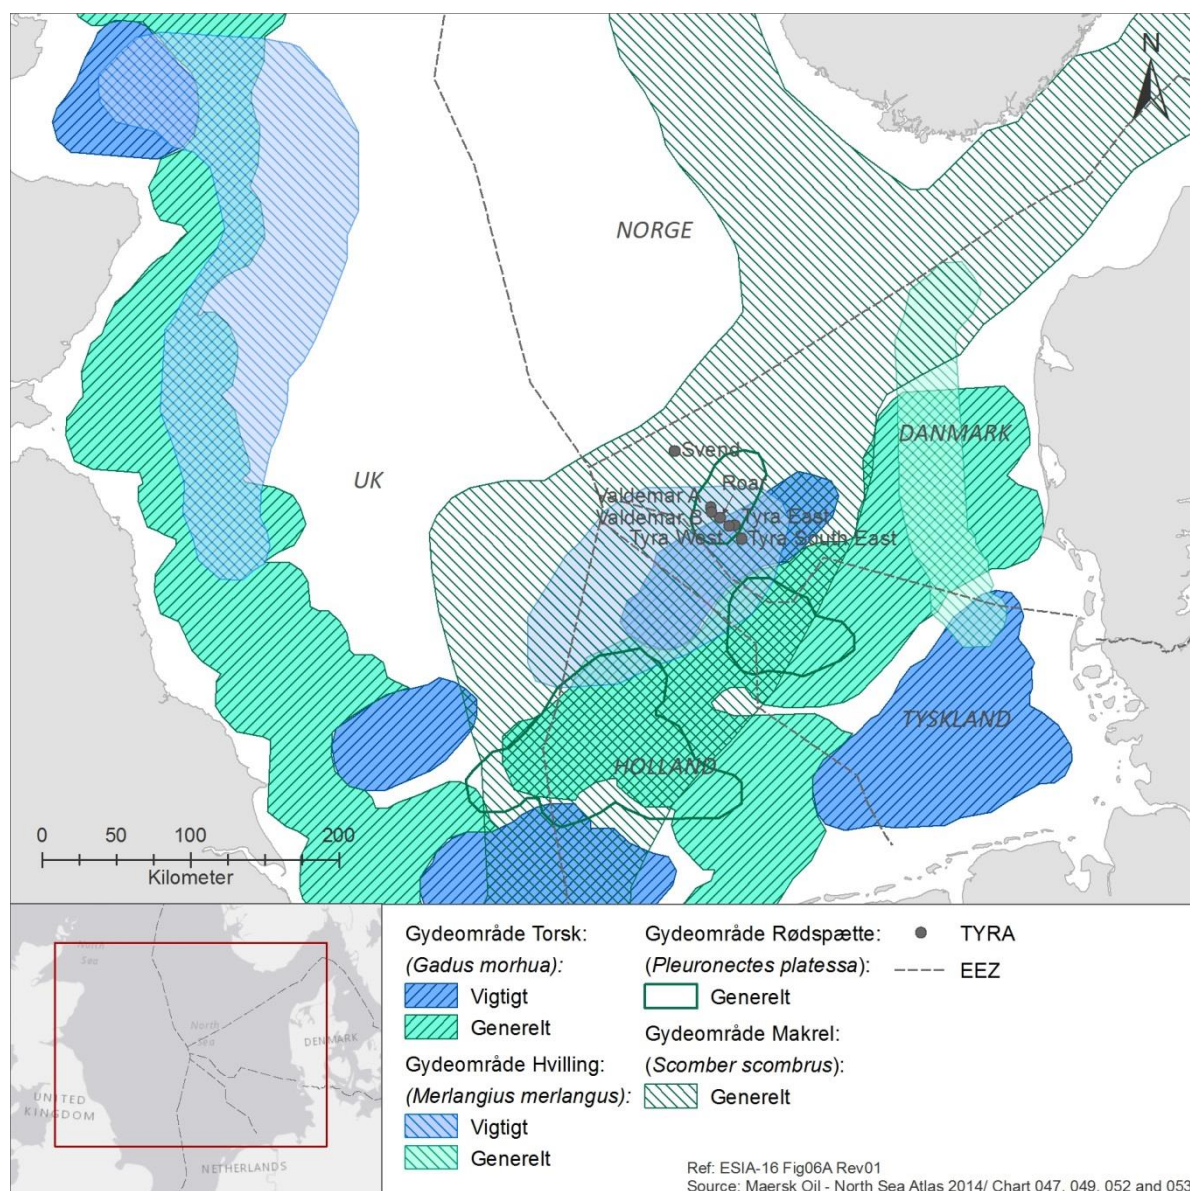 N
NORGE
DANMARK
UK
Svend
Roar
Valdemar A
Valdemar B
Tyra East
Tyra West
Tyra South East
TYSKLAND
HOLLAND
0 50 100 200
Kilometer
North
Sea
North
Sea
DENMARK
UNITED
KINGDOM
NETHERLANDS
Gydeområde Torsk:
(Gadus morhua):
Vigtigt
Generelt
Gydeområde Hvilling:
(Merlangius merlangus):
Vigtigt
Generelt
Gydeområde Rødspætte:
(Pleuronectes platessa):
Generelt
Gydeområde Makrel:
(Scomber scombrus):
Generelt
TYRA
EEZ
Ref: ESIA-16 Fig06A Rev01
Source: Maersk Oil - North Sea Atlas 2014/ Chart 047, 049, 052 and 053